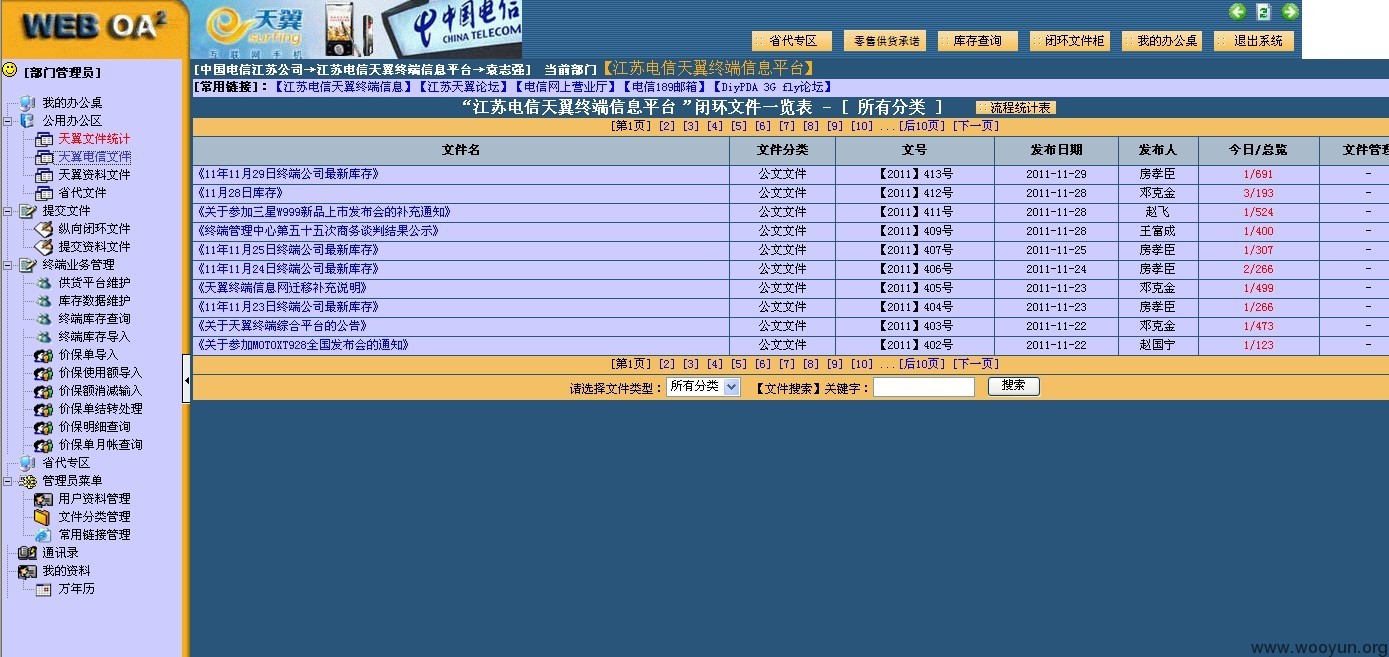 WEB OA²
天翼
surfing
互联网手机
中国电信
CHINA TELECOM
省代专区 零售供货承诺 库存查询 闭环文件柜 我的办公桌 退出系统
[部门管理员]
我的办公桌
公用办公区
天翼文件统计
天翼电信文件
天翼资料文件
省代文件
提交文件
纵向闭环文件
提交资料文件
终端业务管理
供货平台维护
库存数据维护
终端库存查询
终端库存导入
价保单导入
价保使用额导入
价保额消减输入
价保单结转处理
价保明细查询
价保单月帐查询
省代专区
管理员菜单
用户资料管理
文件分类管理
常用链接管理
通讯录
我的资料
万年历
[中国电信江苏公司→江苏电信天翼终端信息平台→袁志强] 当前部门【江苏电信天翼终端信息平台】
[常用链接]：【江苏电信天翼终端信息】【江苏天翼论坛】【电信网上营业厅】【电信189邮箱】【DiyPDA 3G fly论坛】
“江苏电信天翼终端信息平台 ”闭环文件一览表 - [ 所有分类 ] 流程统计表
[第1页] [2] [3] [4] [5] [6] [7] [8] [9] [10] ...[后10页] [下一页]
文件名 文件分类 文号 发布日期 发布人 今日/总览 文件管理
《11年11月29日终端公司最新库存》 公文文件 【2011】413号 2011-11-29 房孝臣 1/691 -
《11月28日库存》 公文文件 【2011】412号 2011-11-28 邓克金 3/193 -
《关于参加三星W999新品上市发布会的补充通知》 公文文件 【2011】411号 2011-11-28 赵飞 1/524 -
《终端管理中心第五十五次商务谈判结果公示》 公文文件 【2011】409号 2011-11-28 王富成 1/400 -
《11年11月25日终端公司最新库存》 公文文件 【2011】407号 2011-11-25 房孝臣 1/307 -
《11年11月24日终端公司最新库存》 公文文件 【2011】406号 2011-11-24 房孝臣 2/266 -
《天翼终端信息网迁移补充说明》 公文文件 【2011】405号 2011-11-23 邓克金 1/499 -
《11年11月23日终端公司最新库存》 公文文件 【2011】404号 2011-11-23 房孝臣 1/266 -
《关于天翼终端综合平台的公告》 公文文件 【2011】403号 2011-11-22 邓克金 1/473 -
《关于参加MOTOXT928全国发布会的通知》 公文文件 【2011】402号 2011-11-22 赵国宁 1/123 -
[第1页] [2] [3] [4] [5] [6] [7] [8] [9] [10] ...[后10页] [下一页]
请选择文件类型： 所有分类 【文件搜索】关键字： 搜索
www.wooyun.org